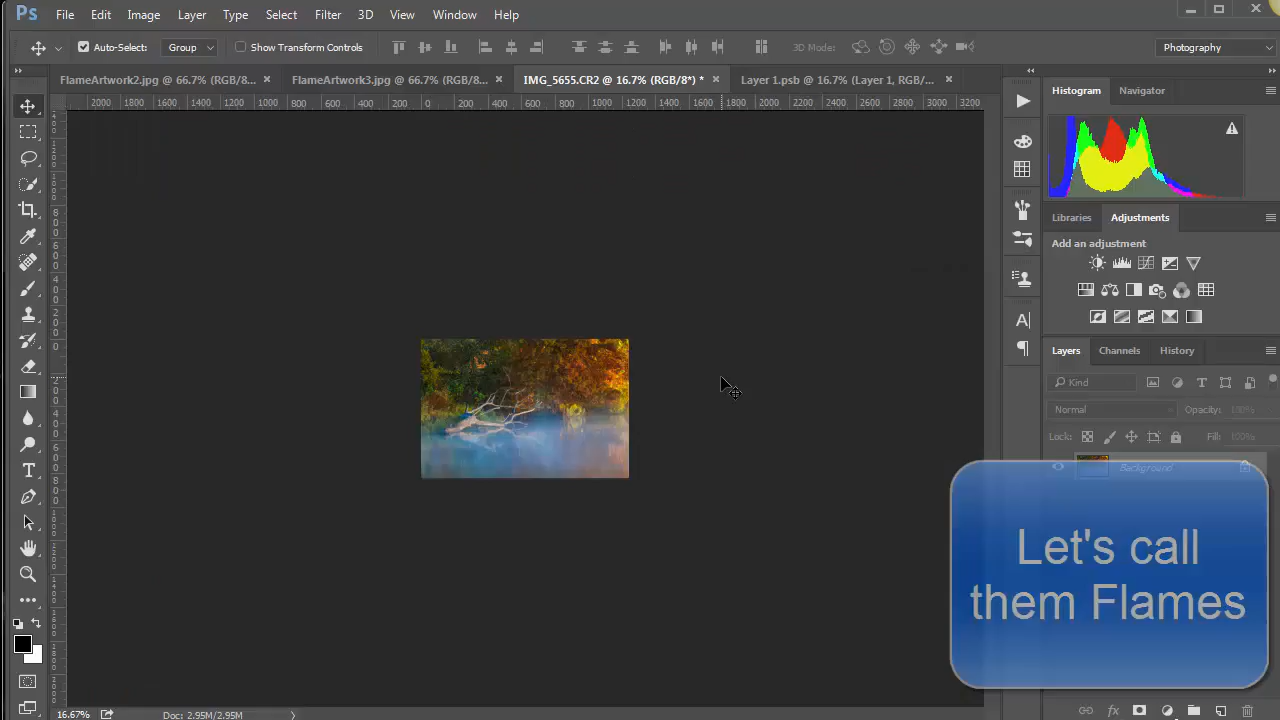 Ps File Edit Image Layer Type Select Filter 3D View Window Help
Auto-Select: Group Show Transform Controls 3D Mode: Photography
FlameArtwork2.jpg @ 66.7% (RGB/8... × FlameArtwork3.jpg @ 66.7% (RGB/8... × IMG_5655.CR2 @ 16.7% (RGB/8*) * × Layer 1.psb @ 16.7% (Layer 1, RGB/... ×
2000 1800 1600 1400 1200 1000 800 600 400 200 0 200 400 600 800 1000 1200 1400 1600 1800 2000 2200 2400 2600 2800 3000 3200
Histogram Navigator
Libraries Adjustments
Add an adjustment
Layers Channels History
Kind
Normal Opacity: 100%
Lock: Fill: 100%
Background
Let's call
them Flames
16.67% Doc: 2.95M/2.95M